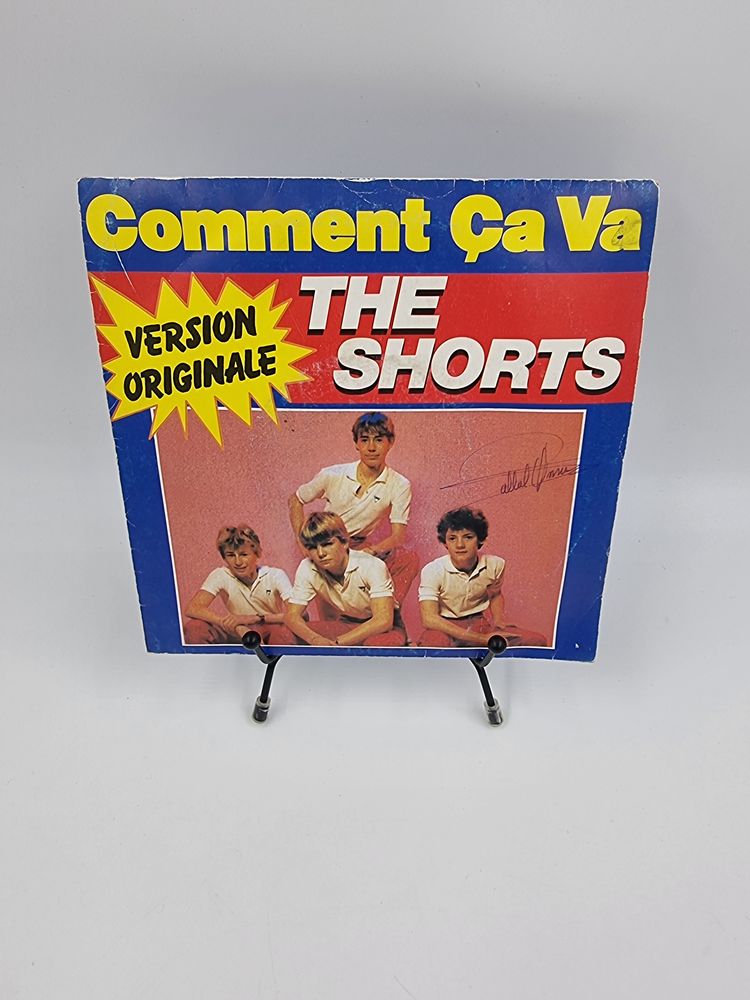 Comment Ça Va
VERSION
ORIGINALE
THE
SHORTS